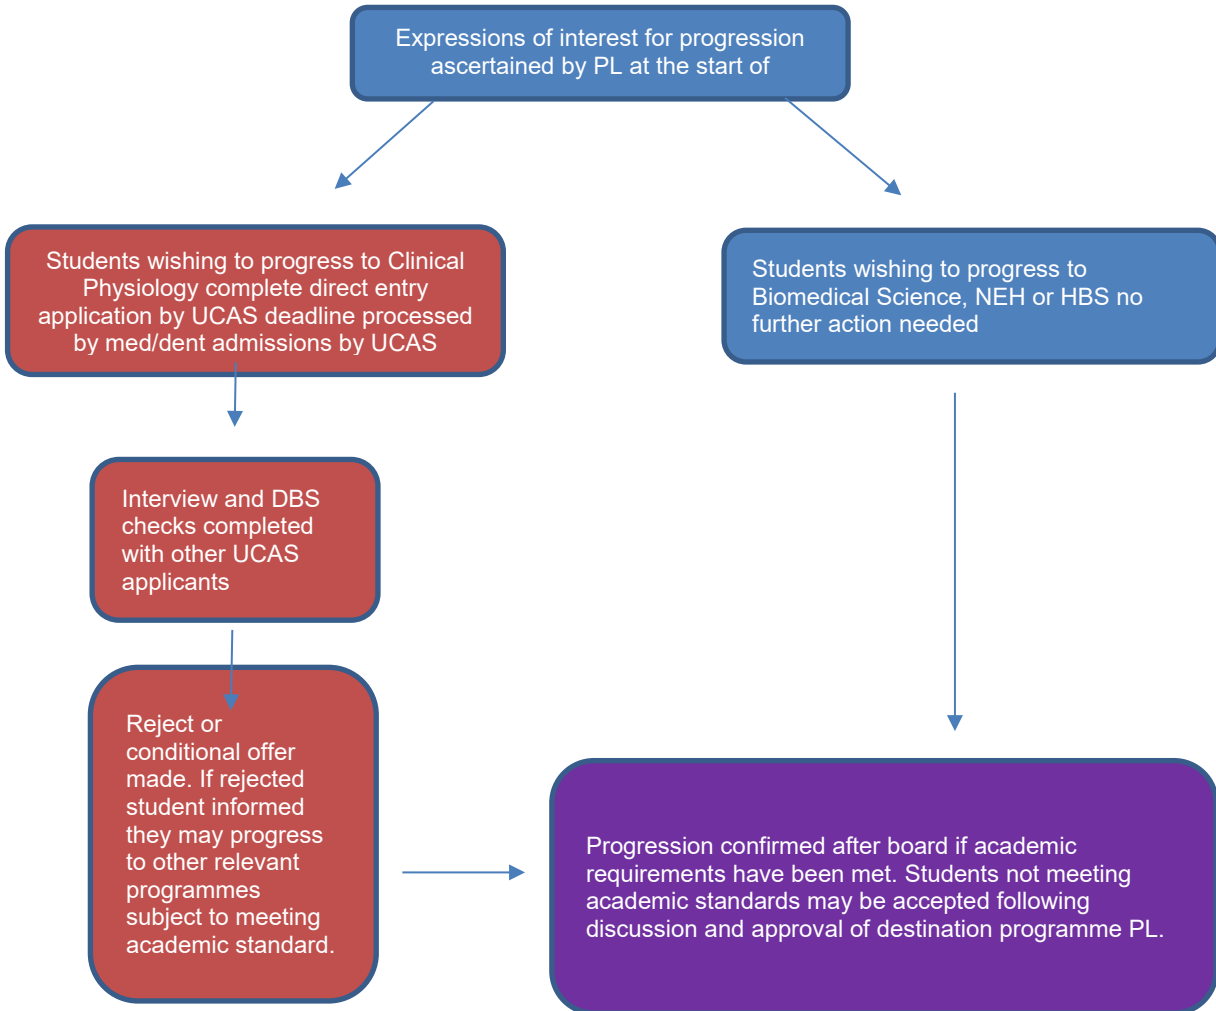 Expressions of interest for progression
ascertained by PL at the start of
Students wishing to progress to Clinical
Physiology complete direct entry
application by UCAS deadline processed
by med/dent admissions by UCAS
Students wishing to progress to
Biomedical Science, NEH or HBS no
further action needed
Interview and DBS
checks completed
with other UCAS
applicants
Reject or
conditional offer
made. If rejected
student informed
they may progress
to other relevant
programmes
subject to meeting
academic standard.
Progression confirmed after board if academic
requirements have been met. Students not meeting
academic standards may be accepted following
discussion and approval of destination programme PL.